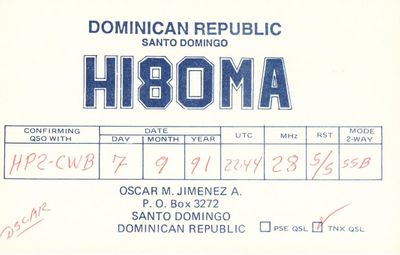 DOMINICAN REPUBLIC
SANTO DOMINGO
HI8OMA
CONFIRMING QSO WITH DATE DAY MONTH YEAR UTC MHz RST MODE 2-WAY
HP2-CWB 7 9 91 2244 28 5/5 SSB
OSCAR M. JIMENEZ A.
P. O. Box 3272
SANTO DOMINGO
DOMINICAN REPUBLIC
PSE QSL TNX QSL
OSCAR